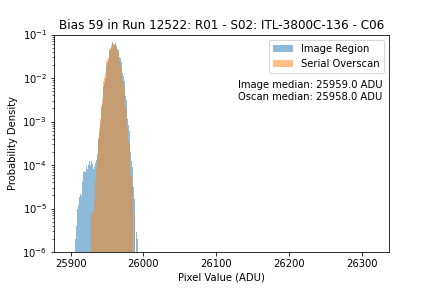 Bias 59 in Run 12522: R01 - S02: ITL-3800C-136 - C06
Image Region
Serial Overscan
Image median: 25959.0 ADU
Oscan median: 25958.0 ADU
Probability Density
10⁻¹
10⁻²
10⁻³
10⁻⁴
10⁻⁵
10⁻⁶
25900 26000 26100 26200 26300
Pixel Value (ADU)